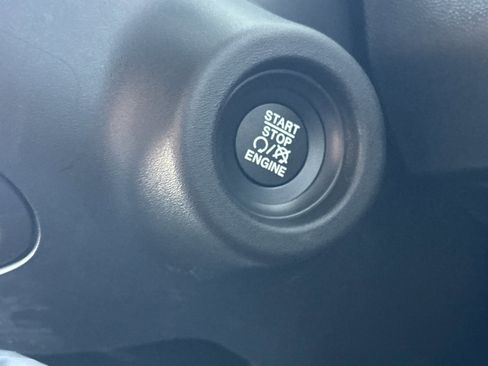 START
STOP
/
ENGINE